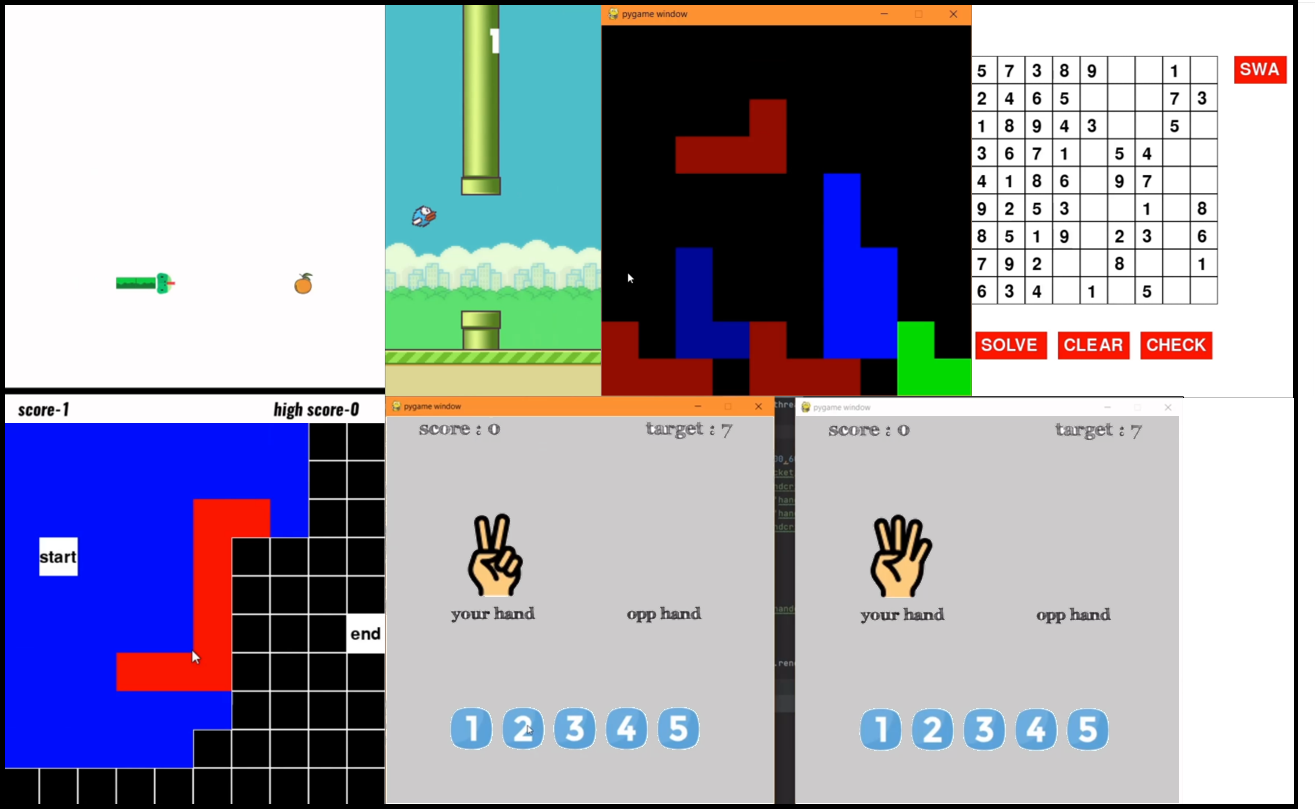 1
pygame window
5 7 3 8 9 1
2 4 6 5 7 3
1 8 9 4 3 5
3 6 7 1 5 4
4 1 8 6 9 7
9 2 5 3 1 8
8 5 1 9 2 3 6
7 9 2 8 1
6 3 4 1 5
SWA
SOLVE CLEAR CHECK
score-1 high score-0
start
end
pygame window
score : 0 target : 7
your hand opp hand
1 2 3 4 5
pygame window
score : 0 target : 7
your hand opp hand
1 2 3 4 5